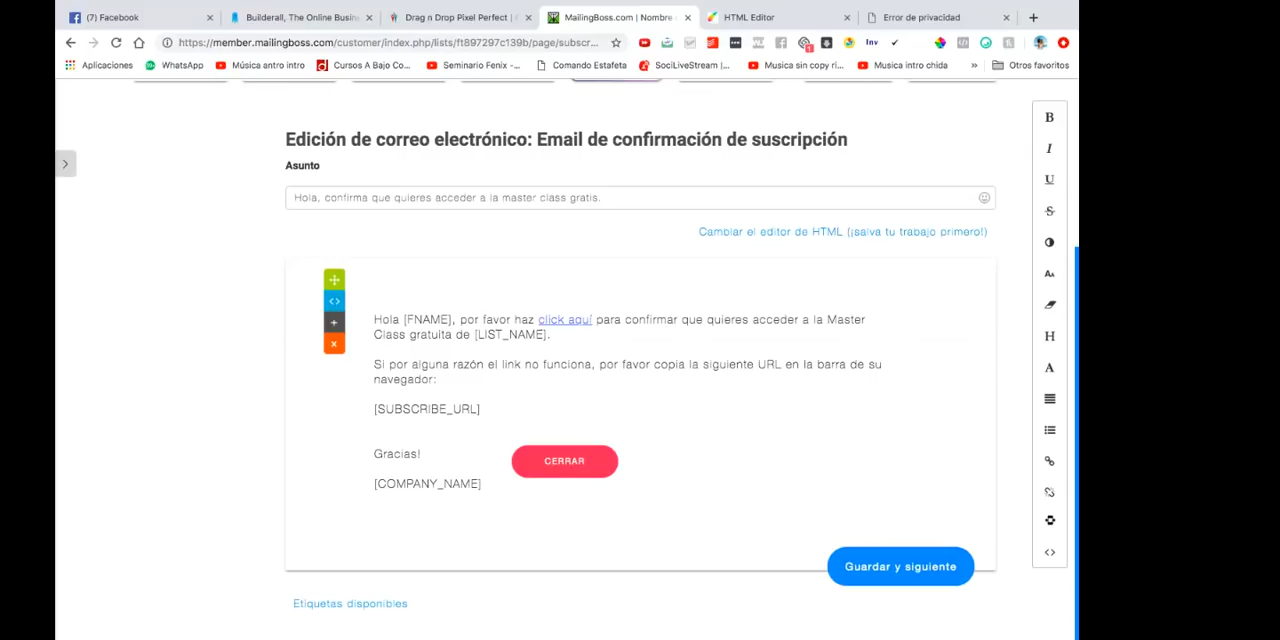 (7) Facebook
Builderall, The Online Busin
Drag n Drop Pixel Perfect |
MailingBoss.com | Nombre
HTML Editor
Error de privacidad
https://member.mailingboss.com/customer/index.php/lists/ft897297c139b/page/subscr...
Inv
Aplicaciones
WhatsApp
Música antro intro
Cursos A Bajo Co...
Seminario Fenix -...
Comando Estafeta
SociLiveStream |...
Musica sin copy ri...
Musica intro chida
»
Otros favoritos
Edición de correo electrónico: Email de confirmación de suscripción
Asunto
Hola, confirma que quieres acceder a la master class gratis.
Cambiar el editor de HTML (¡salva tu trabajo primero!)
Hola [FNAME], por favor haz click aquí para confirmar que quieres acceder a la Master
Class gratuita de [LIST_NAME].
Si por alguna razón el link no funciona, por favor copia la siguiente URL en la barra de su
navegador:
[SUBSCRIBE_URL]
Gracias!
CERRAR
[COMPANY_NAME]
Guardar y siguiente
Etiquetas disponibles